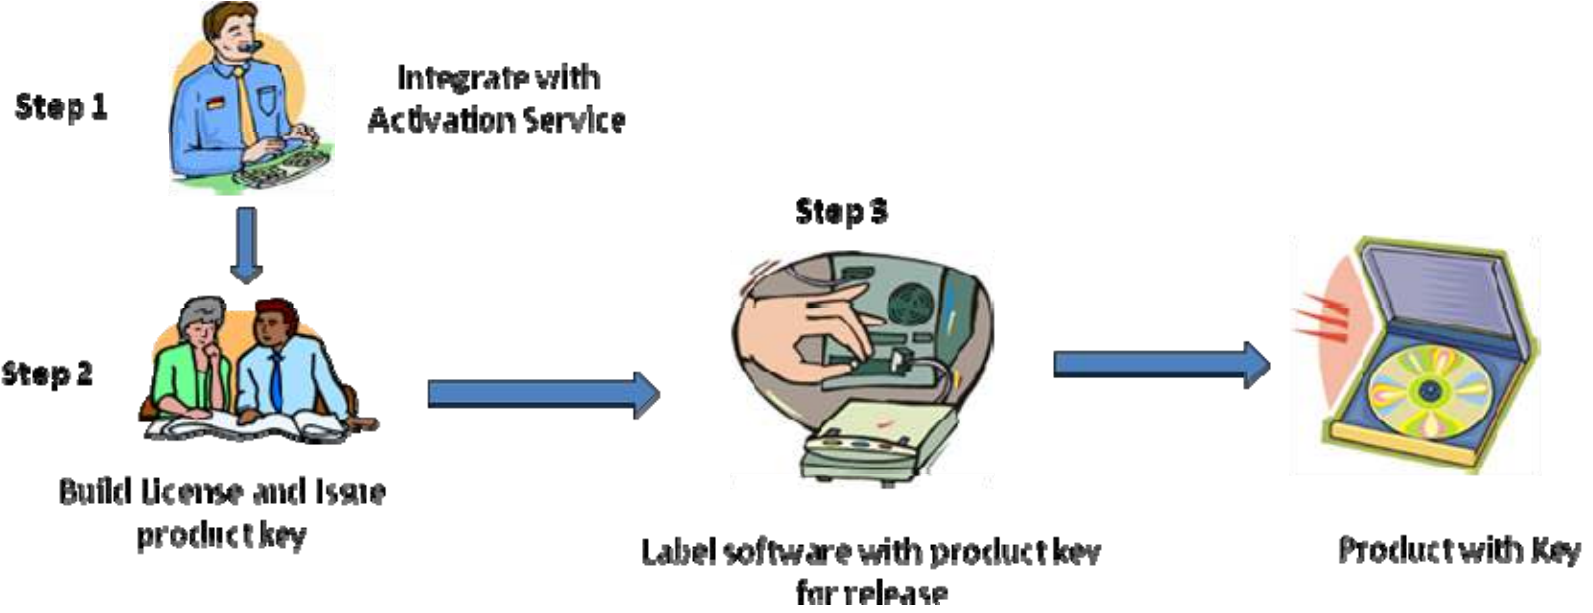 Step 1
Integrate with
Activation Service
Step 2
Build License and Issue
product key
Step 3
Label software with product key
for release
Product with Key